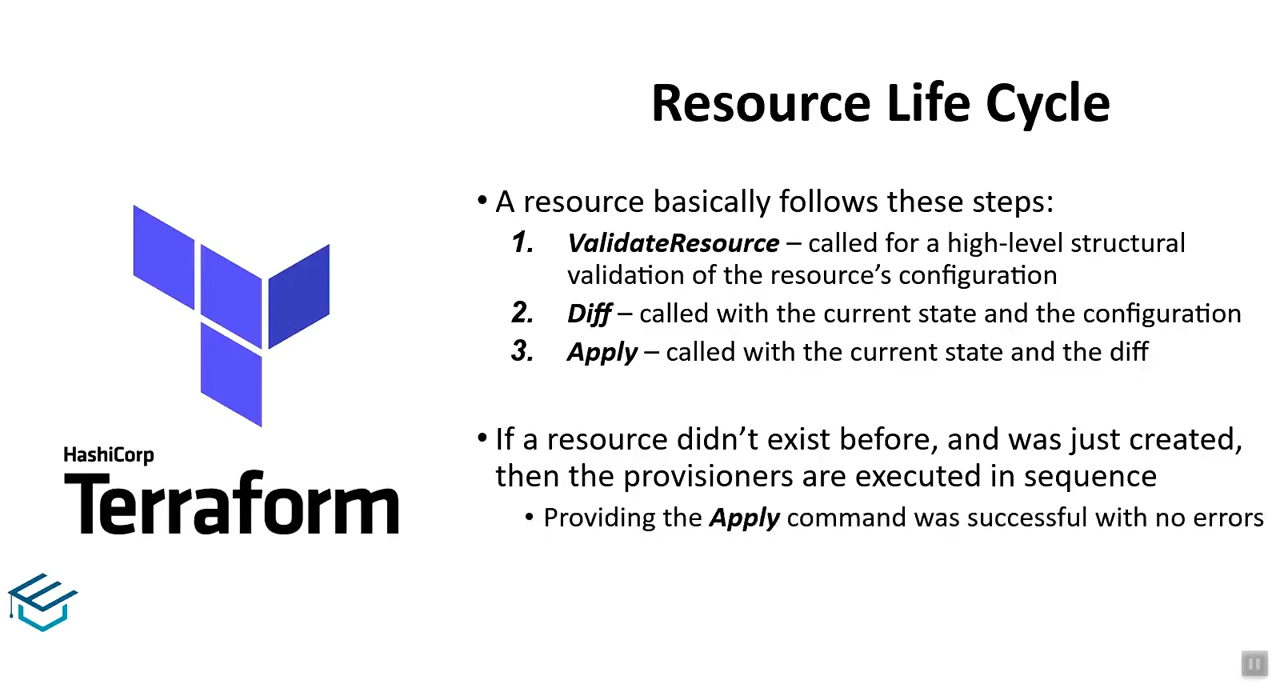 Resource Life Cycle
• A resource basically follows these steps:
1. ValidateResource – called for a high-level structural
validation of the resource’s configuration
2. Diff – called with the current state and the configuration
3. Apply – called with the current state and the diff
• If a resource didn’t exist before, and was just created,
then the provisioners are executed in sequence
• Providing the Apply command was successful with no errors
HashiCorp
Terraform